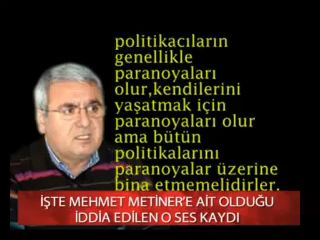 politikacıların
genellikle
paranoyaları
olur,kendilerini
yaşatmak için
paranoyaları olur
ama bütün
politikalarını
paranoyalar üzerine
bina etmemelidirler.
İŞTE MEHMET METİNER'E AİT OLDUĞU
İDDİA EDİLEN O SES KAYDI